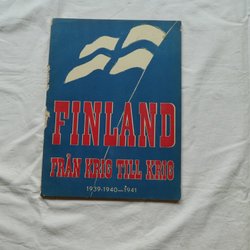 FINLAND
FRÅN KRIG TILL KRIG
1939-1940—1941